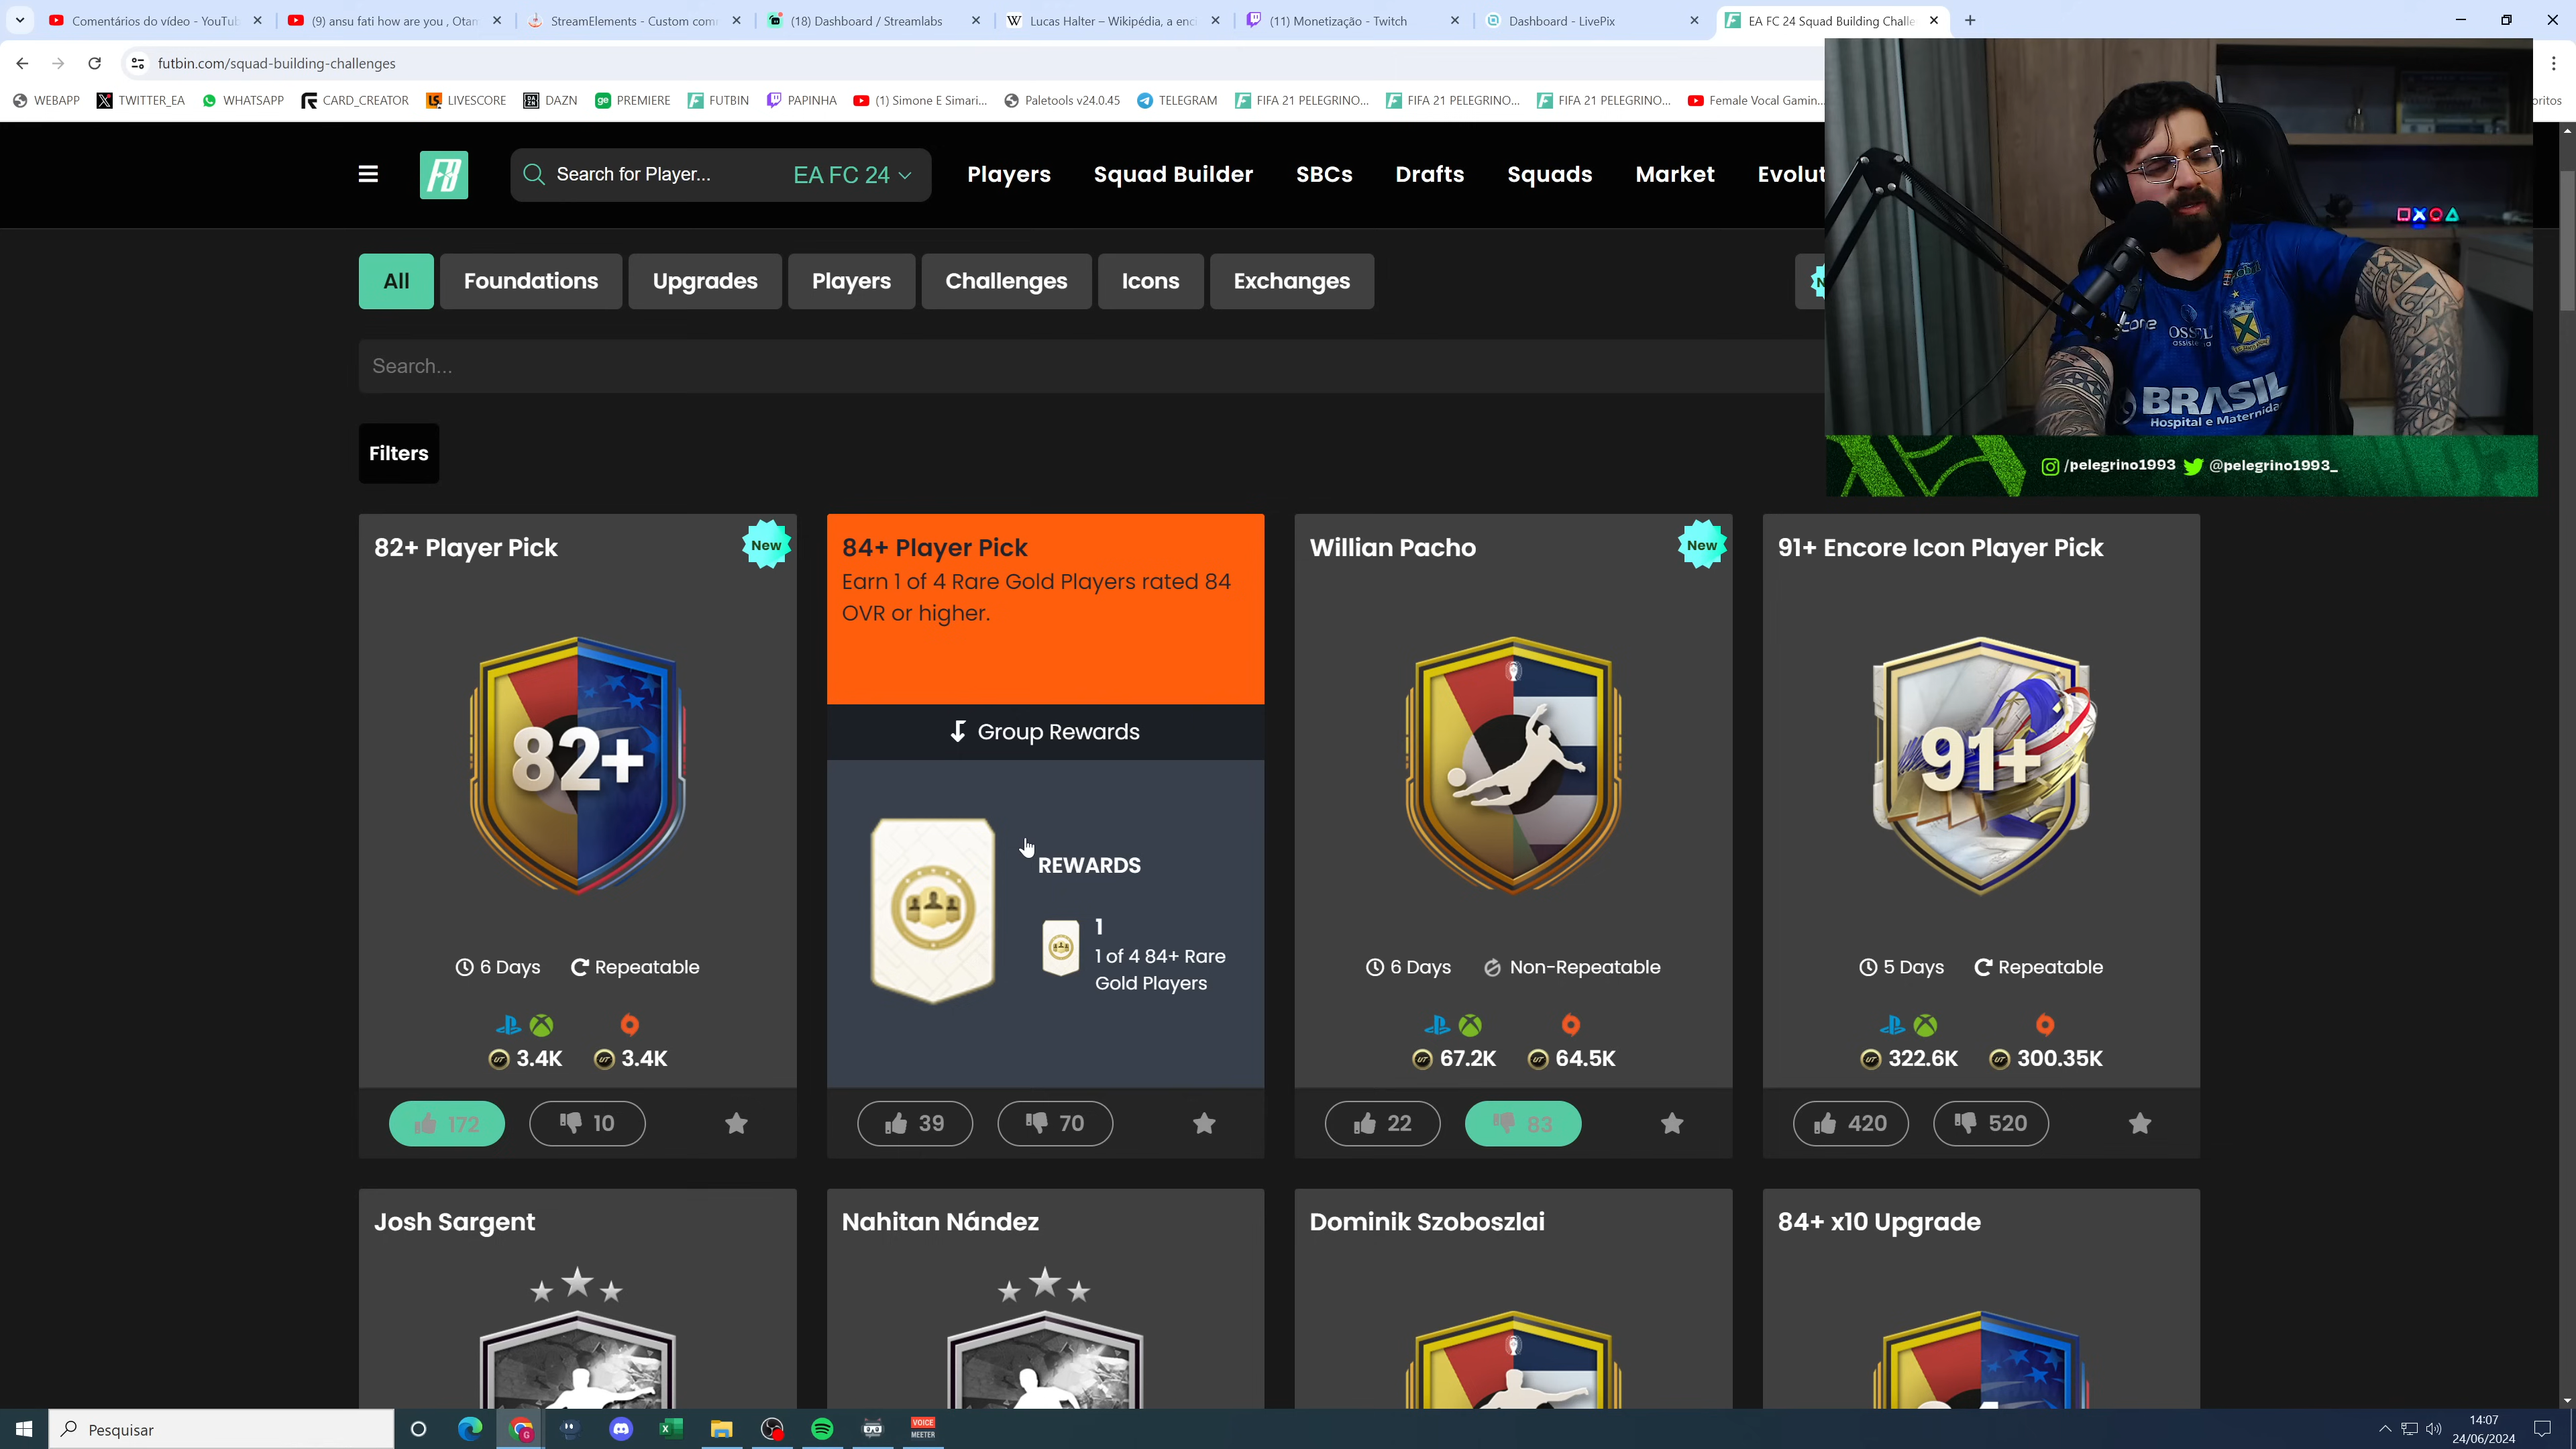 Comentários do vídeo - YouTub
(9) ansu fati how are you , Otam
StreamElements - Custom com
(18) Dashboard / Streamlabs
Lucas Halter – Wikipédia, a enci
(11) Monetização - Twitch
Dashboard - LivePix
EA FC 24 Squad Building Challe
futbin.com/squad-building-challenges
WEBAPP
TWITTER_EA
WHATSAPP
CARD_CREATOR
LIVESCORE
DAZN
PREMIERE
FUTBIN
PAPINHA
(1) Simone E Simari...
Paletools v24.0.45
TELEGRAM
FIFA 21 PELEGRINO...
FIFA 21 PELEGRINO...
FIFA 21 PELEGRINO...
Female Vocal Gamin...
oritos
FB
Search for Player...
EA FC 24
Players
Squad Builder
SBCs
Drafts
Squads
Market
Evolut
All
Foundations
Upgrades
Players
Challenges
Icons
Exchanges
Search...
Filters
BRASIL
Hospital e Maternida
/pelegrino1993
@pelegrino1993_
82+ Player Pick
New
82+
6 Days
Repeatable
3.4K
3.4K
172
10
84+ Player Pick
Earn 1 of 4 Rare Gold Players rated 84
OVR or higher.
Group Rewards
REWARDS
1
1 of 4 84+ Rare
Gold Players
39
70
Willian Pacho
New
6 Days
Non-Repeatable
67.2K
64.5K
22
83
91+ Encore Icon Player Pick
91+
5 Days
Repeatable
322.6K
300.35K
420
520
Josh Sargent
Nahitan Nández
Dominik Szoboszlai
84+ x10 Upgrade
Pesquisar
VOICE
MEETER
14:07
24/06/2024